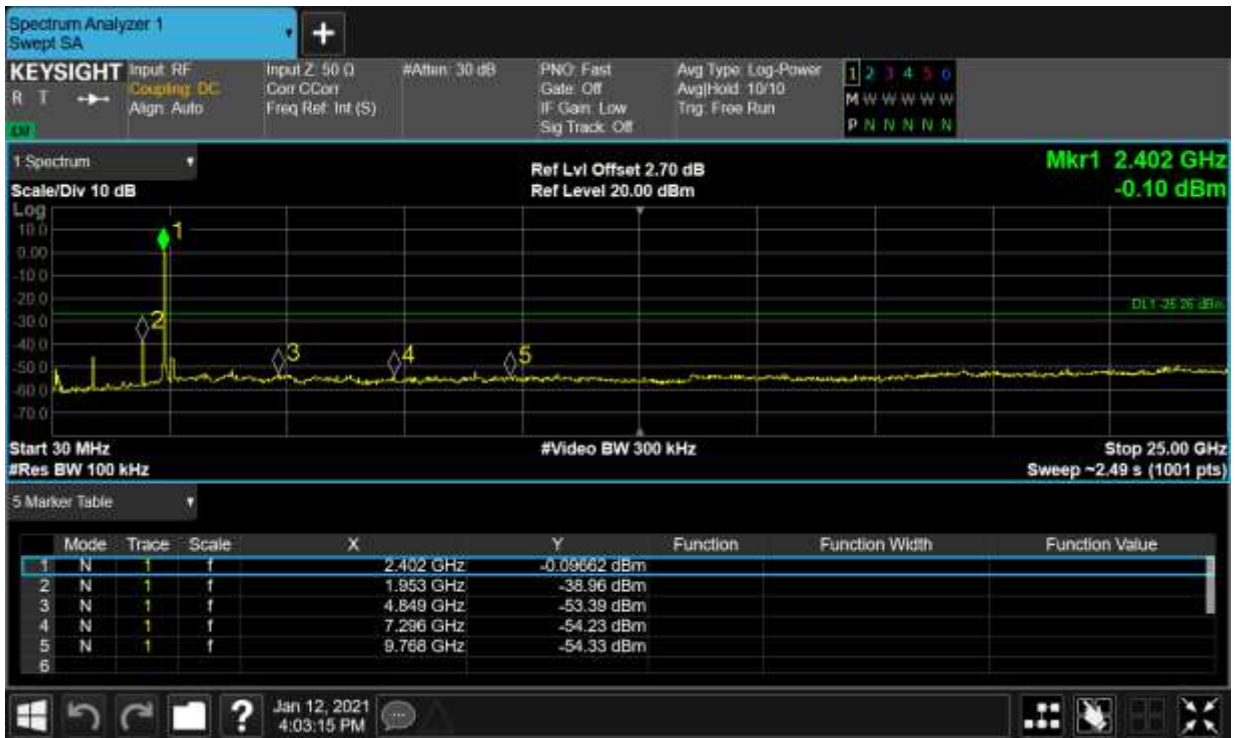 Spectrum Analyzer 1
Swept SA
+
KEYSIGHT Input: RF Input Z: 50 Ω #Atten: 30 dB PNO: Fast Avg Type: Log-Power 1 2 3 4 5 6
R T Coupling: DC Corr CCorr Gate: Off Avg|Hold: 10/10 M W W W W W W
Align: Auto Freq Ref: Int (S) IF Gain: Low Trig: Free Run
Sig Track: Off P N N N N N N
1 Spectrum
Ref Lvl Offset 2.70 dB Mkr1 2.402 GHz
Scale/Div 10 dB Ref Level 20.00 dBm -0.10 dBm
Log
10.0 1
0.00
-10.0
-20.0 DL1 -25.26 dBm
-30.0 2
-40.0 3 4 5
-50.0
-60.0
-70.0
Start 30 MHz #Video BW 300 kHz Stop 25.00 GHz
#Res BW 100 kHz Sweep ~2.49 s (1001 pts)
5 Marker Table
Mode Trace Scale X Y Function Function Width Function Value
1 N 1 f 2.402 GHz -0.09662 dBm
2 N 1 f 1.953 GHz -38.96 dBm
3 N 1 f 4.849 GHz -53.39 dBm
4 N 1 f 7.296 GHz -54.23 dBm
5 N 1 f 9.768 GHz -54.33 dBm
6
? Jan 12, 2021
4:03:15 PM